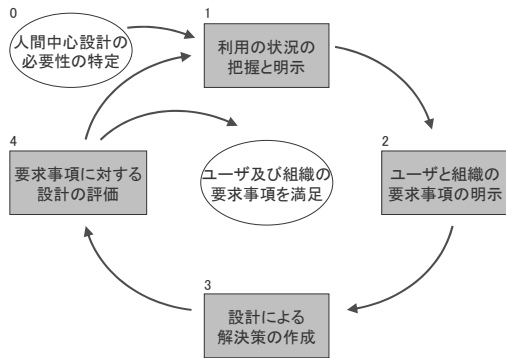 0
人間中心設計の
必要性の特定
1
利用の状況の
把握と明示
2
ユーザと組織の
要求事項の明示
3
設計による
解決策の作成
4
要求事項に対する
設計の評価
ユーザ及び組織の
要求事項を満足